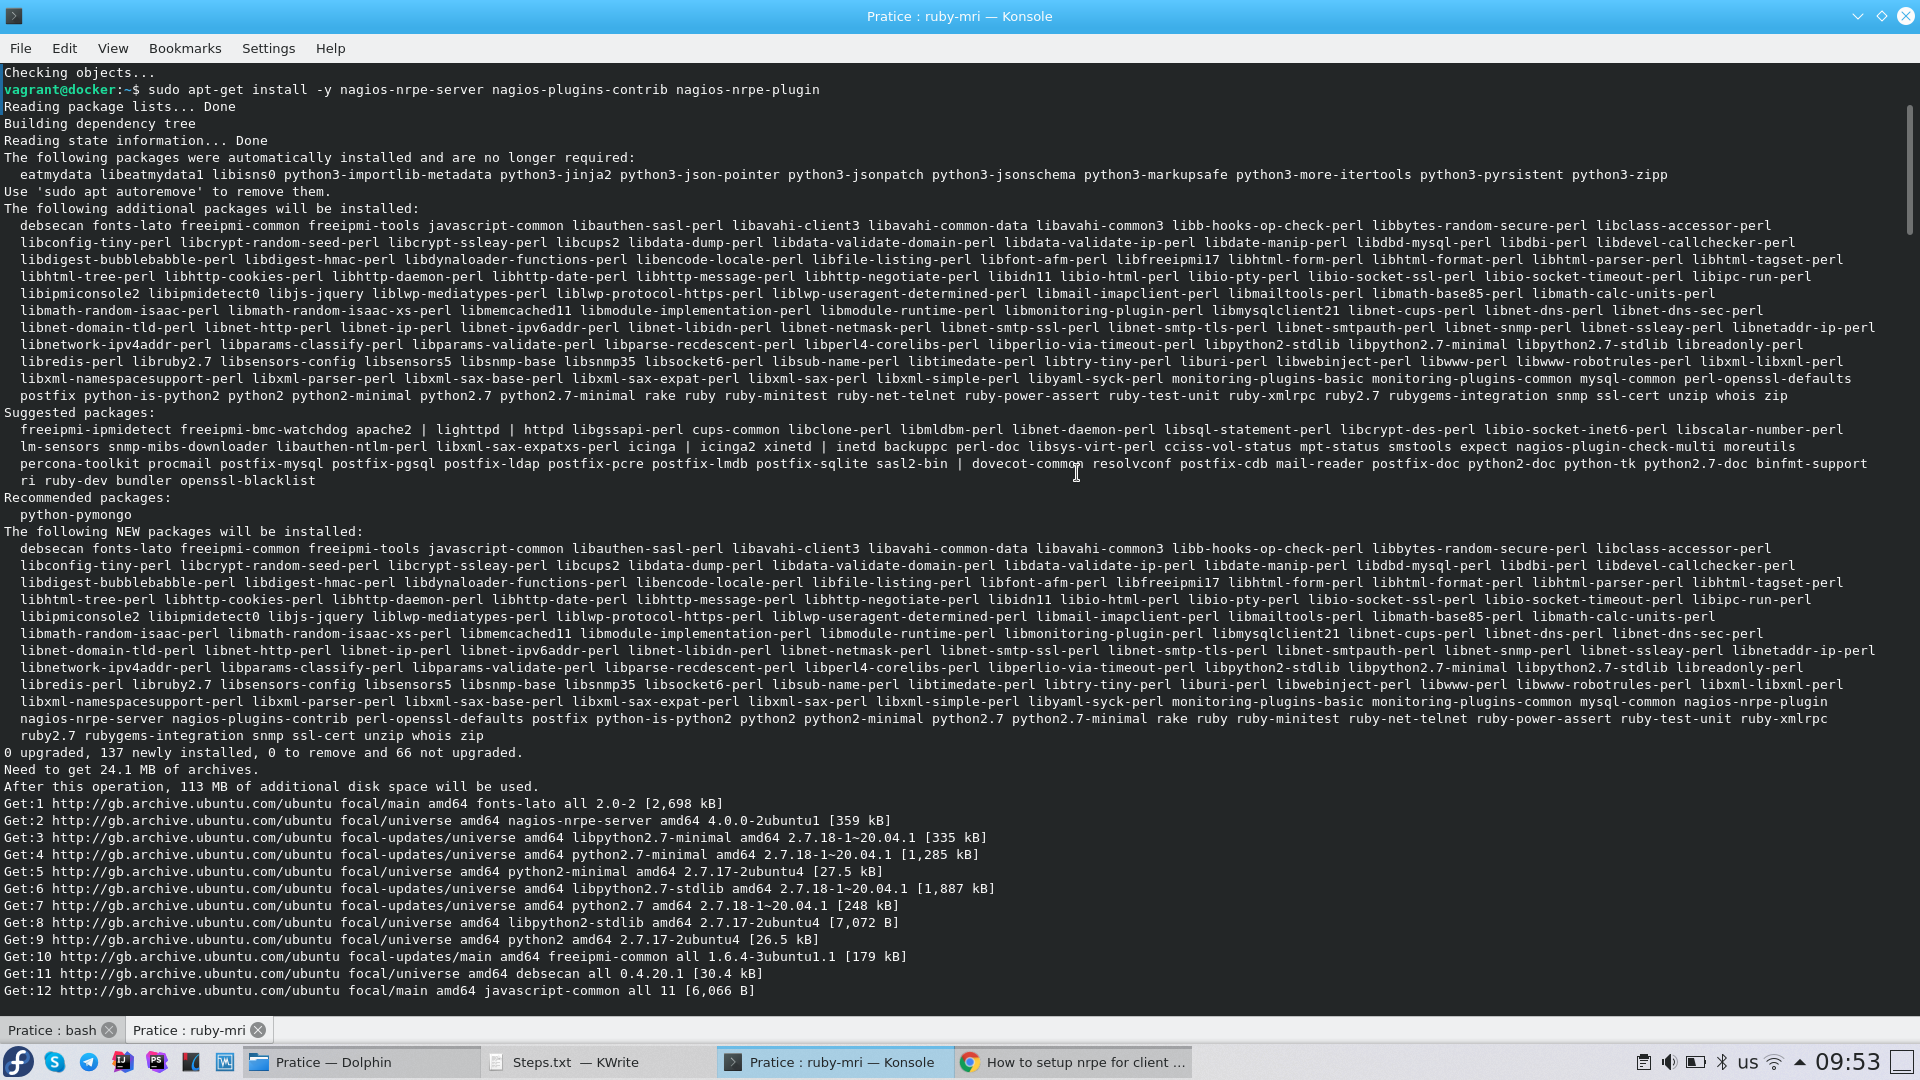 Pratice : ruby-mri — Konsole
File Edit View Bookmarks Settings Help
Checking objects...
vagrant@docker:~$ sudo apt-get install -y nagios-nrpe-server nagios-plugins-contrib nagios-nrpe-plugin
Reading package lists... Done
Building dependency tree
Reading state information... Done
The following packages were automatically installed and are no longer required:
eatmydata libeatmydata1 libisns0 python3-importlib-metadata python3-jinja2 python3-json-pointer python3-jsonpatch python3-jsonschema python3-markupsafe python3-more-itertools python3-pyrsistent python3-zipp
Use 'sudo apt autoremove' to remove them.
The following additional packages will be installed:
debsecan fonts-lato freeipmi-common freeipmi-tools javascript-common libauthen-sasl-perl libavahi-client3 libavahi-common-data libavahi-common3 libb-hooks-op-check-perl libbytes-random-secure-perl libclass-accessor-perl
libconfig-tiny-perl libcrypt-random-seed-perl libcrypt-ssleay-perl libcups2 libdata-dump-perl libdata-validate-domain-perl libdata-validate-ip-perl libdate-manip-perl libdbd-mysql-perl libdbi-perl libdevel-callchecker-perl
libdigest-bubblebabble-perl libdigest-hmac-perl libdynaloader-functions-perl libencode-locale-perl libfile-listing-perl libfont-afm-perl libfreeipmi17 libhtml-form-perl libhtml-format-perl libhtml-parser-perl libhtml-tagset-perl
libhtml-tree-perl libhttp-cookies-perl libhttp-daemon-perl libhttp-date-perl libhttp-message-perl libhttp-negotiate-perl libidn11 libio-html-perl libio-pty-perl libio-socket-ssl-perl libio-socket-timeout-perl libipc-run-perl
libipmiconsole2 libipmidetect0 libjs-jquery liblwp-mediatypes-perl liblwp-protocol-https-perl liblwp-useragent-determined-perl libmail-imapclient-perl libmailtools-perl libmath-base85-perl libmath-calc-units-perl
libmath-random-isaac-perl libmath-random-isaac-xs-perl libmemcached11 libmodule-implementation-perl libmodule-runtime-perl libmonitoring-plugin-perl libmysqlclient21 libnet-cups-perl libnet-dns-perl libnet-dns-sec-perl
libnet-domain-tld-perl libnet-http-perl libnet-ip-perl libnet-ipv6addr-perl libnet-libidn-perl libnet-netmask-perl libnet-smtp-ssl-perl libnet-smtp-tls-perl libnet-smtpauth-perl libnet-snmp-perl libnet-ssleay-perl libnetaddr-ip-perl
libnetwork-ipv4addr-perl libparams-classify-perl libparams-validate-perl libparse-recdescent-perl libperl4-corelibs-perl libperlio-via-timeout-perl libpython2-stdlib libpython2.7-minimal libpython2.7-stdlib libreadonly-perl
libredis-perl libruby2.7 libsensors-config libsensors5 libsnmp-base libsnmp35 libsocket6-perl libsub-name-perl libtimedate-perl libtry-tiny-perl liburi-perl libwebinject-perl libwww-perl libwww-robotrules-perl libxml-libxml-perl
libxml-namespacesupport-perl libxml-parser-perl libxml-sax-base-perl libxml-sax-expat-perl libxml-sax-perl libxml-simple-perl libyaml-syck-perl monitoring-plugins-basic monitoring-plugins-common mysql-common perl-openssl-defaults
postfix python-is-python2 python2 python2-minimal python2.7 python2.7-minimal rake ruby ruby-minitest ruby-net-telnet ruby-power-assert ruby-test-unit ruby-xmlrpc ruby2.7 rubygems-integration snmp ssl-cert unzip whois zip
Suggested packages:
freeipmi-ipmidetect freeipmi-bmc-watchdog apache2 | lighttpd | httpd libgssapi-perl cups-common libclone-perl libmldbm-perl libnet-daemon-perl libsql-statement-perl libcrypt-des-perl libio-socket-inet6-perl libscalar-number-perl
lm-sensors snmp-mibs-downloader libauthen-ntlm-perl libxml-sax-expatxs-perl icinga | icinga2 xinetd | inetd backuppc perl-doc libsys-virt-perl cciss-vol-status mpt-status smstools expect nagios-plugin-check-multi moreutils
percona-toolkit procmail postfix-mysql postfix-pgsql postfix-ldap postfix-pcre postfix-lmdb postfix-sqlite sasl2-bin | dovecot-common resolvconf postfix-cdb mail-reader postfix-doc python2-doc python-tk python2.7-doc binfmt-support
ri ruby-dev bundler openssl-blacklist
Recommended packages:
python-pymongo
The following NEW packages will be installed:
debsecan fonts-lato freeipmi-common freeipmi-tools javascript-common libauthen-sasl-perl libavahi-client3 libavahi-common-data libavahi-common3 libb-hooks-op-check-perl libbytes-random-secure-perl libclass-accessor-perl
libconfig-tiny-perl libcrypt-random-seed-perl libcrypt-ssleay-perl libcups2 libdata-dump-perl libdata-validate-domain-perl libdata-validate-ip-perl libdate-manip-perl libdbd-mysql-perl libdbi-perl libdevel-callchecker-perl
libdigest-bubblebabble-perl libdigest-hmac-perl libdynaloader-functions-perl libencode-locale-perl libfile-listing-perl libfont-afm-perl libfreeipmi17 libhtml-form-perl libhtml-format-perl libhtml-parser-perl libhtml-tagset-perl
libhtml-tree-perl libhttp-cookies-perl libhttp-daemon-perl libhttp-date-perl libhttp-message-perl libhttp-negotiate-perl libidn11 libio-html-perl libio-pty-perl libio-socket-ssl-perl libio-socket-timeout-perl libipc-run-perl
libipmiconsole2 libipmidetect0 libjs-jquery liblwp-mediatypes-perl liblwp-protocol-https-perl liblwp-useragent-determined-perl libmail-imapclient-perl libmailtools-perl libmath-base85-perl libmath-calc-units-perl
libmath-random-isaac-perl libmath-random-isaac-xs-perl libmemcached11 libmodule-implementation-perl libmodule-runtime-perl libmonitoring-plugin-perl libmysqlclient21 libnet-cups-perl libnet-dns-perl libnet-dns-sec-perl
libnet-domain-tld-perl libnet-http-perl libnet-ip-perl libnet-ipv6addr-perl libnet-libidn-perl libnet-netmask-perl libnet-smtp-ssl-perl libnet-smtp-tls-perl libnet-smtpauth-perl libnet-snmp-perl libnet-ssleay-perl libnetaddr-ip-perl
libnetwork-ipv4addr-perl libparams-classify-perl libparams-validate-perl libparse-recdescent-perl libperl4-corelibs-perl libperlio-via-timeout-perl libpython2-stdlib libpython2.7-minimal libpython2.7-stdlib libreadonly-perl
libredis-perl libruby2.7 libsensors-config libsensors5 libsnmp-base libsnmp35 libsocket6-perl libsub-name-perl libtimedate-perl libtry-tiny-perl liburi-perl libwebinject-perl libwww-perl libwww-robotrules-perl libxml-libxml-perl
libxml-namespacesupport-perl libxml-parser-perl libxml-sax-base-perl libxml-sax-expat-perl libxml-sax-perl libxml-simple-perl libyaml-syck-perl monitoring-plugins-basic monitoring-plugins-common mysql-common nagios-nrpe-plugin
nagios-nrpe-server nagios-plugins-contrib perl-openssl-defaults postfix python-is-python2 python2 python2-minimal python2.7 python2.7-minimal rake ruby ruby-minitest ruby-net-telnet ruby-power-assert ruby-test-unit ruby-xmlrpc
ruby2.7 rubygems-integration snmp ssl-cert unzip whois zip
0 upgraded, 137 newly installed, 0 to remove and 66 not upgraded.
Need to get 24.1 MB of archives.
After this operation, 113 MB of additional disk space will be used.
Get:1 http://gb.archive.ubuntu.com/ubuntu focal/main amd64 fonts-lato all 2.0-2 [2,698 kB]
Get:2 http://gb.archive.ubuntu.com/ubuntu focal/universe amd64 nagios-nrpe-server amd64 4.0.0-2ubuntu1 [359 kB]
Get:3 http://gb.archive.ubuntu.com/ubuntu focal-updates/universe amd64 libpython2.7-minimal amd64 2.7.18-1~20.04.1 [335 kB]
Get:4 http://gb.archive.ubuntu.com/ubuntu focal-updates/universe amd64 python2.7-minimal amd64 2.7.18-1~20.04.1 [1,285 kB]
Get:5 http://gb.archive.ubuntu.com/ubuntu focal/universe amd64 python2-minimal amd64 2.7.17-2ubuntu4 [27.5 kB]
Get:6 http://gb.archive.ubuntu.com/ubuntu focal-updates/universe amd64 libpython2.7-stdlib amd64 2.7.18-1~20.04.1 [1,887 kB]
Get:7 http://gb.archive.ubuntu.com/ubuntu focal-updates/universe amd64 python2.7 amd64 2.7.18-1~20.04.1 [248 kB]
Get:8 http://gb.archive.ubuntu.com/ubuntu focal/universe amd64 libpython2-stdlib amd64 2.7.17-2ubuntu4 [7,072 B]
Get:9 http://gb.archive.ubuntu.com/ubuntu focal/universe amd64 python2 amd64 2.7.17-2ubuntu4 [26.5 kB]
Get:10 http://gb.archive.ubuntu.com/ubuntu focal-updates/main amd64 freeipmi-common all 1.6.4-3ubuntu1.1 [179 kB]
Get:11 http://gb.archive.ubuntu.com/ubuntu focal/universe amd64 debsecan all 0.4.20.1 [30.4 kB]
Get:12 http://gb.archive.ubuntu.com/ubuntu focal/main amd64 javascript-common all 11 [6,066 B]
Pratice : bash Pratice : ruby-mri
Pratice — Dolphin Steps.txt — KWrite Pratice : ruby-mri — Konsole How to setup nrpe for client ... us 09:53